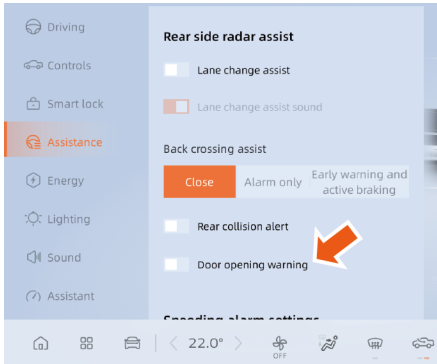 Driving
Controls
Smart lock
Assistance
Energy
Lighting
Sound
Assistant
Rear side radar assist
Lane change assist
Lane change assist sound
Back crossing assist
Close
Alarm only
Early warning and
active braking
Rear collision alert
Door opening warning
Speeding alarm settings
22.0°
OFF